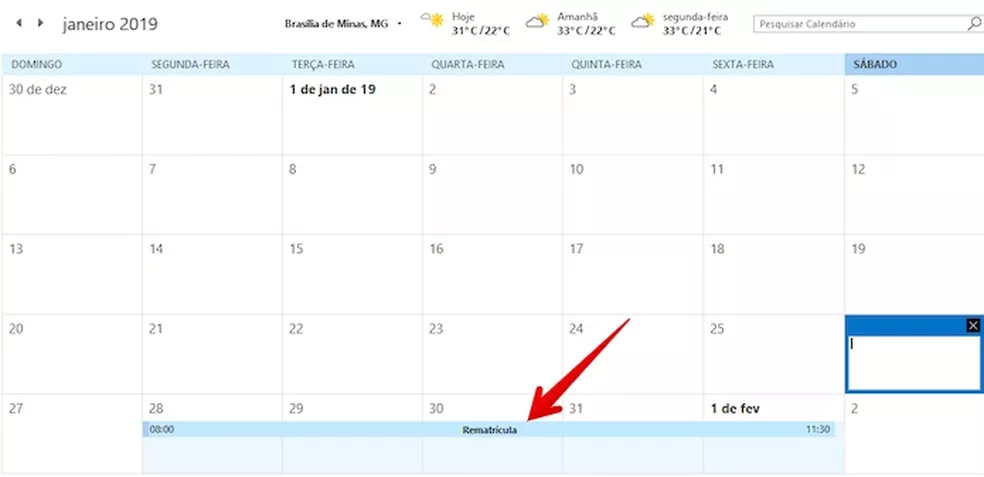 janeiro 2019
Brasília de Minas, MG
Hoje
31°C/22°C
Amanhã
33°C/22°C
segunda-feira
33°C/21°C
Pesquisar Calendário
DOMINGO SEGUNDA-FEIRA TERÇA-FEIRA QUARTA-FEIRA QUINTA-FEIRA SEXTA-FEIRA SÁBADO
30 de dez 31 1 de jan de 19 2 3 4 5
6 7 8 9 10 11 12
13 14 15 16 17 18 19
20 21 22 23 24 25
27 28 29 30 31 1 de fev 2
08:00 Rematrícula 11:30